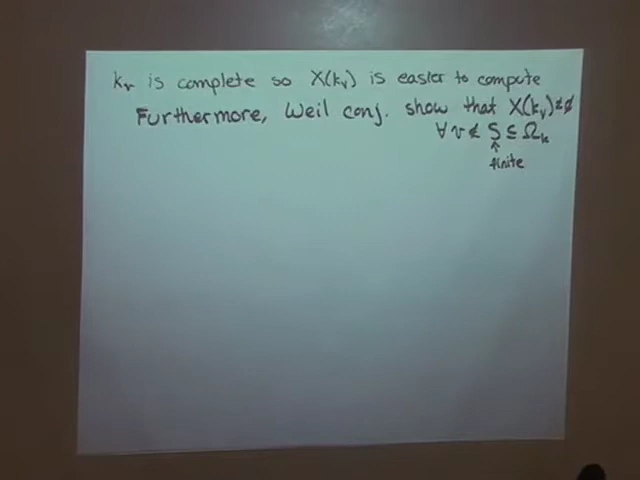 k_v is complete so X(k_v) is easier to compute
Furthermore, Weil conj. show that X(k_v) ≠ ∅
∀ v ∉ S ⊆ Ω_k
↑
finite